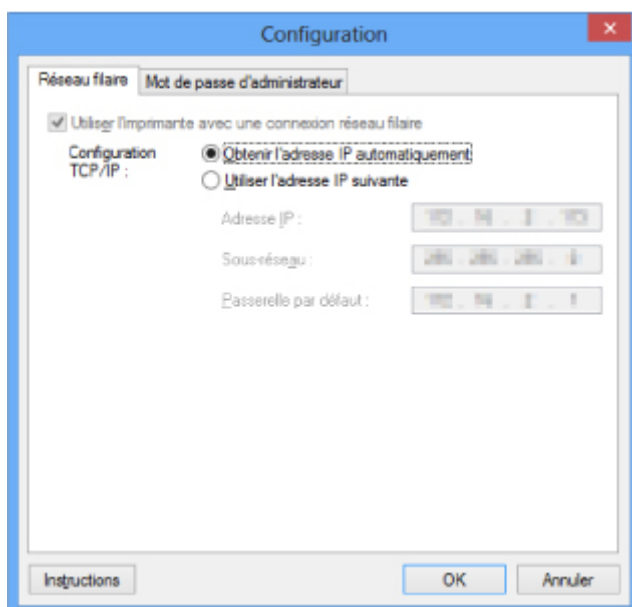 Configuration
Réseau filaire
Mot de passe d'administrateur
Utiliser l'imprimante avec une connexion réseau filaire
Configuration TCP/IP :
Obtenir l'adresse IP automatiquement
Utiliser l'adresse IP suivante
Adresse IP :
Sous-réseau :
Passerelle par défaut :
Instructions
OK
Annuler